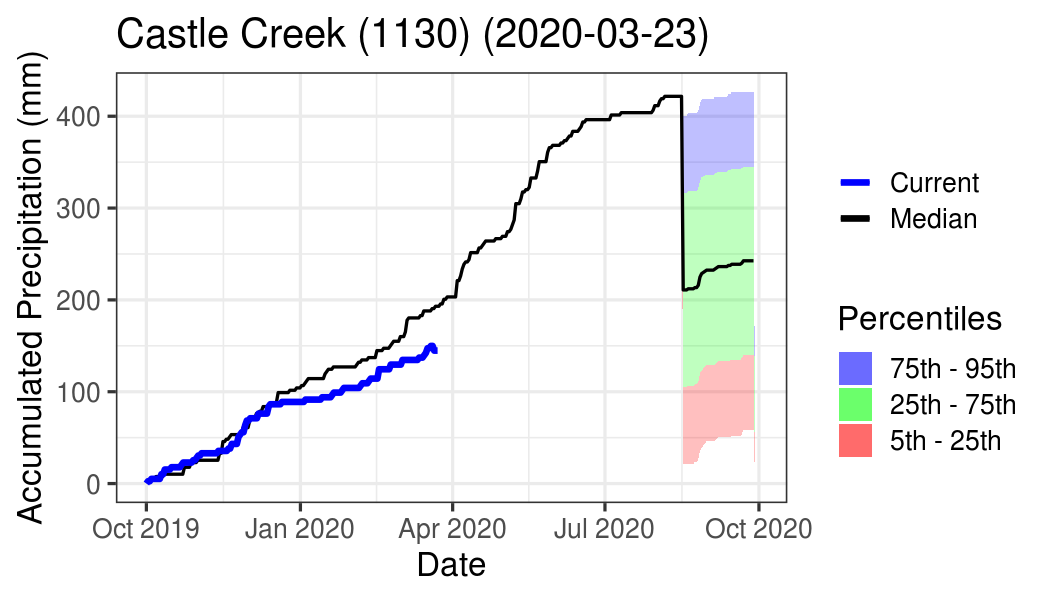 Castle Creek (1130) (2020-03-23)
Accumulated Precipitation (mm)
400
300
200
100
0
Oct 2019
Jan 2020
Apr 2020
Jul 2020
Oct 2020
Date
Current
Median
Percentiles
75th - 95th
25th - 75th
5th - 25th